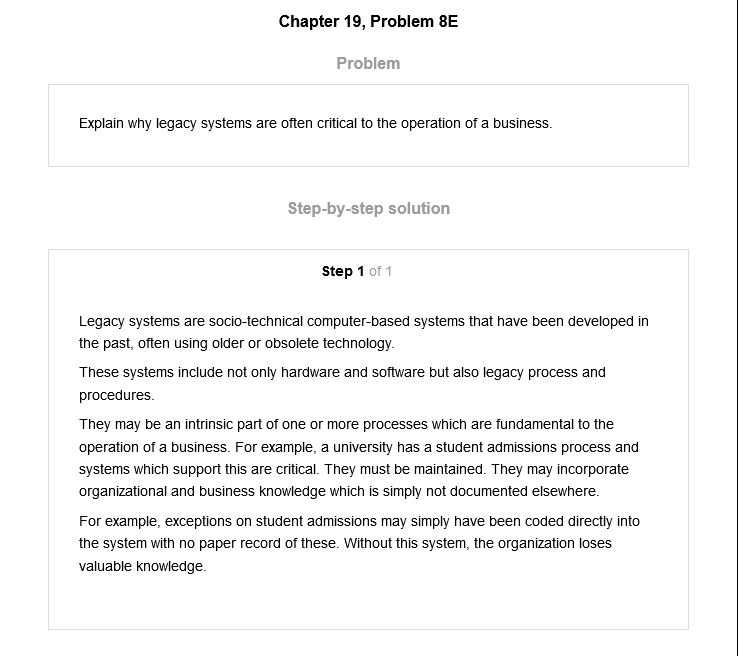 Chapter 19, Problem 8E
Problem
Explain why legacy systems are often critical to the operation of a business.
Step-by-step solution
Step 1 of 1
Legacy systems are socio-technical computer-based systems that have been developed in
the past, often using older or obsolete technology.
These systems include not only hardware and software but also legacy process and
procedures.
They may be an intrinsic part of one or more processes which are fundamental to the
operation of a business. For example, a university has a student admissions process and
systems which support this are critical. They must be maintained. They may incorporate
organizational and business knowledge which is simply not documented elsewhere.
For example, exceptions on student admissions may simply have been coded directly into
the system with no paper record of these. Without this system, the organization loses
valuable knowledge.